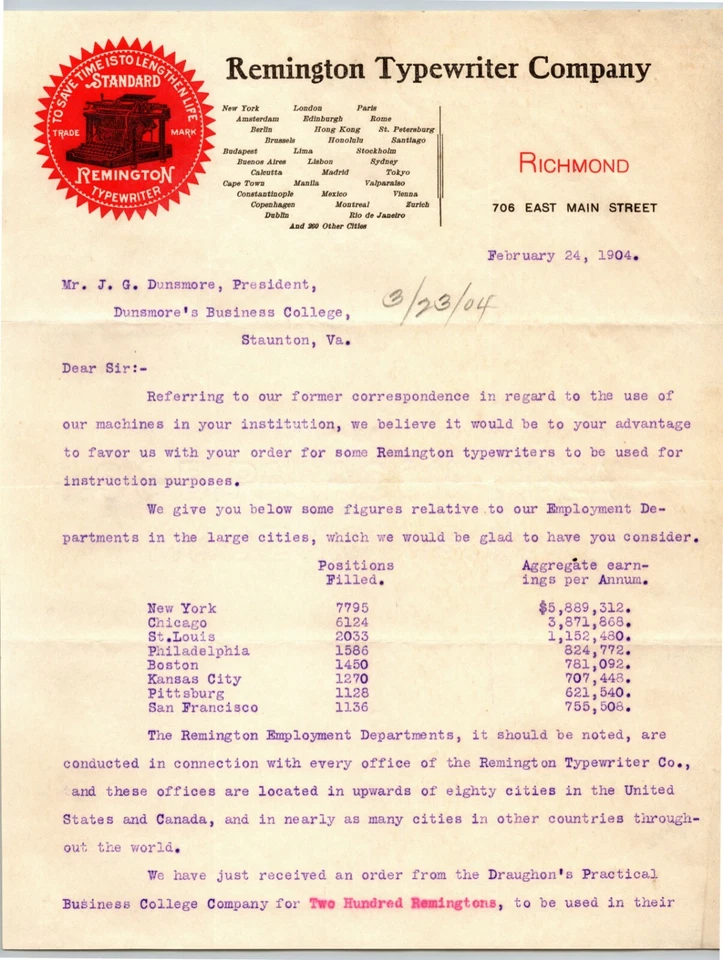 TO SAVE TIME IS TO LENGTHEN LIFE
STANDARD
TRADE MARK
REMINGTON
TYPEWRITER
Remington Typewriter Company
New York London Paris
Amsterdam Edinburgh Rome
Berlin Hong Kong St. Petersburg
Brussels Honolulu Santiago
Budapest Lima Stockholm
Buenos Aires Lisbon Sydney
Calcutta Madrid Tokyo
Cape Town Manila Valparaiso
Constantinople Mexico Vienna
Copenhagen Montreal Zurich
Dublin Rio de Janeiro
And 260 Other Cities
RICHMOND
706 EAST MAIN STREET
February 24, 1904.
Mr. J. G. Dunsmore, President,
Dunsmore's Business College,
3/23/04
Staunton, Va.
Dear Sir:-
Referring to our former correspondence in regard to the use of
our machines in your institution, we believe it would be to your advantage
to favor us with your order for some Remington typewriters to be used for
instruction purposes.
We give you below some figures relative to our Employment De-
partments in the large cities, which we would be glad to have you consider.
Positions Aggregate earn-
Filled. ings per Annum.
New York 7795 $5,889,312.
Chicago 6124 3,871,868.
St.Louis 2033 1,152,480.
Philadelphia 1586 824,772.
Boston 1450 781,092.
Kansas City 1270 707,448.
Pittsburg 1128 621,540.
San Francisco 1136 755,508.
The Remington Employment Departments, it should be noted, are
conducted in connection with every office of the Remington Typewriter Co.,
and these offices are located in upwards of eighty cities in the United
States and Canada, and in nearly as many cities in other countries through-
out the world.
We have just received an order from the Draughon's Practical
Business College Company for Two Hundred Remingtons, to be used in their